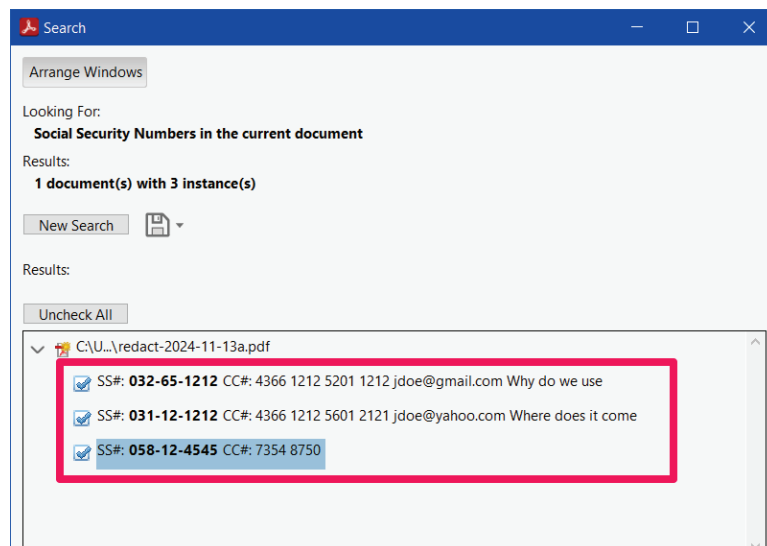 Search
Arrange Windows
Looking For:
Social Security Numbers in the current document
Results:
1 document(s) with 3 instance(s)
New Search
Results:
Uncheck All
C:\U...\redact-2024-11-13a.pdf
SS#: 032-65-1212 CC#: 4366 1212 5201 1212 jdoe@gmail.com Why do we use
SS#: 031-12-1212 CC#: 4366 1212 5601 2121 jdoe@yahoo.com Where does it come
SS#: 058-12-4545 CC#: 7354 8750